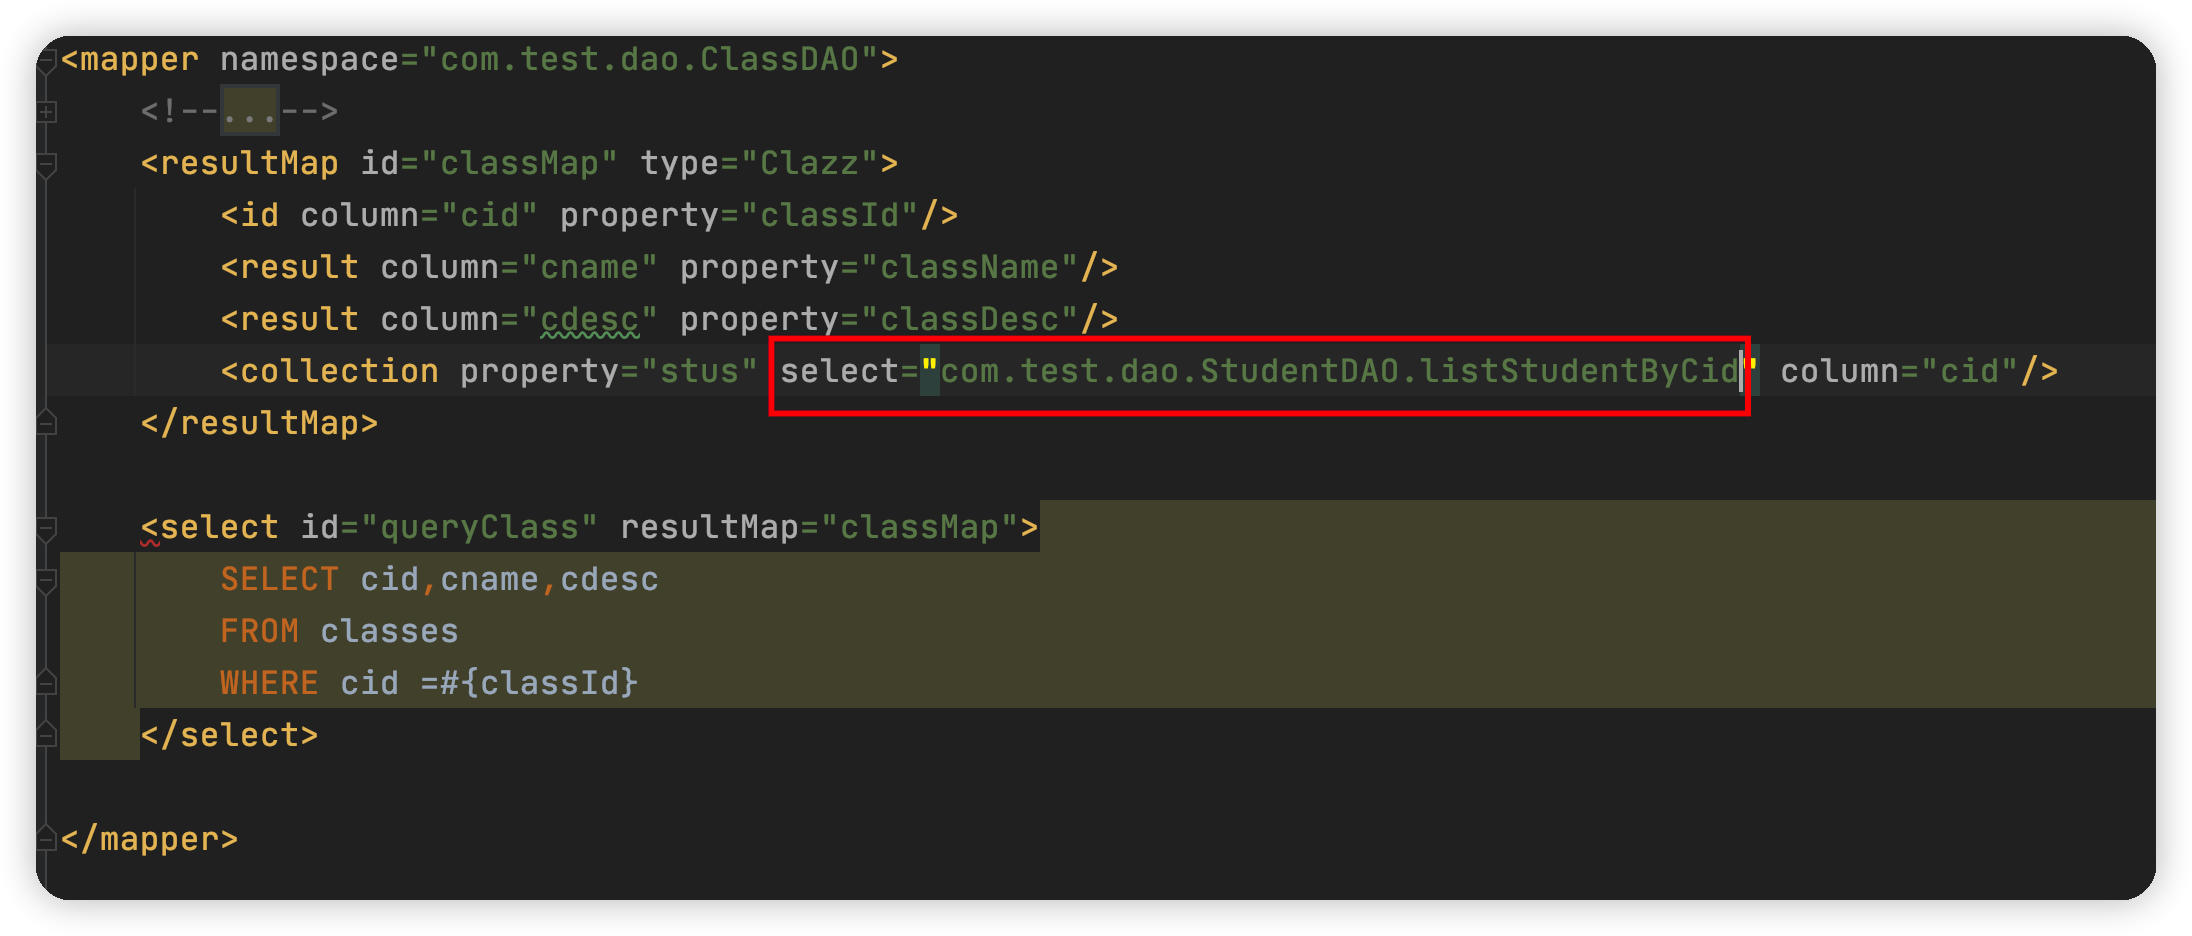 <mapper namespace="com.test.dao.ClassDAO">
<!--...-->
<resultMap id="classMap" type="Clazz">
<id column="cid" property="classId"/>
<result column="cname" property="className"/>
<result column="cdesc" property="classDesc"/>
<collection property="stus" select="com.test.dao.StudentDAO.listStudentByCid" column="cid"/>
</resultMap>
<select id="queryClass" resultMap="classMap">
SELECT cid,cname,cdesc
FROM classes
WHERE cid =#{classId}
</select>
</mapper>